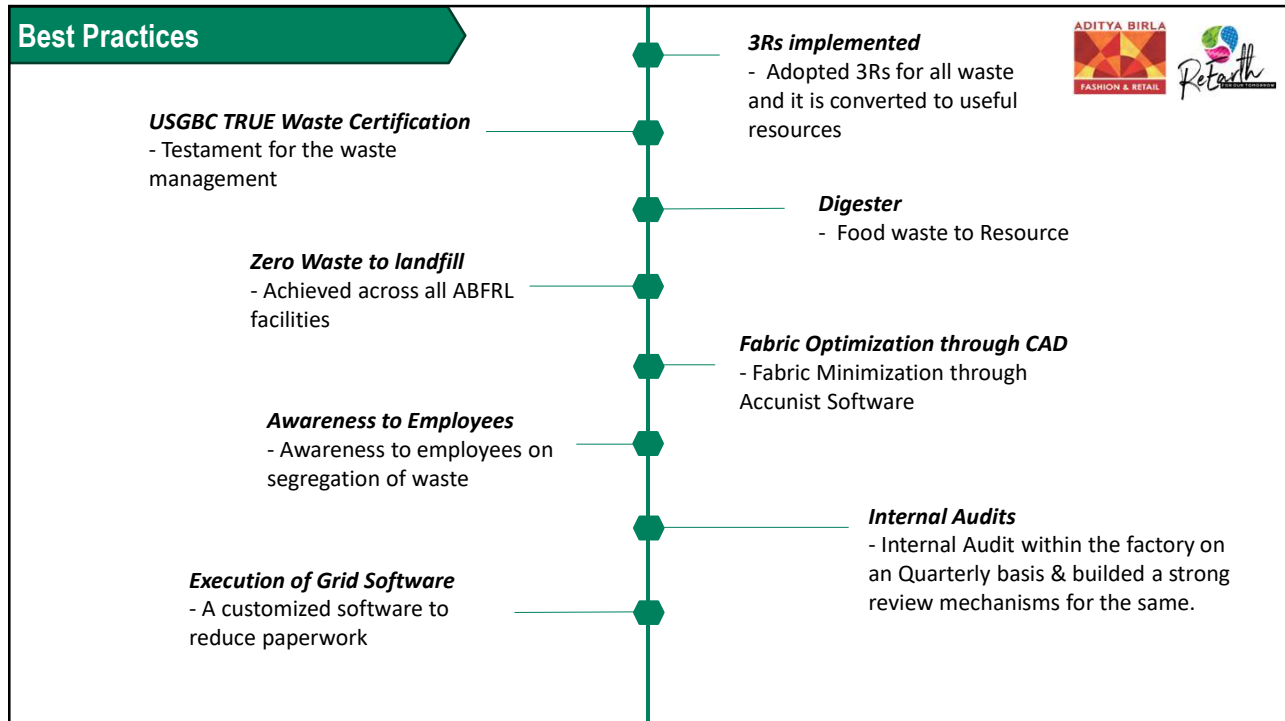 Best Practices
ADITYA BIRLA
FASHION & RETAIL
ReEarth
FOR OUR TOMORROW
3Rs implemented
- Adopted 3Rs for all waste
and it is converted to useful
resources
USGBC TRUE Waste Certification
- Testament for the waste
management
Digester
- Food waste to Resource
Zero Waste to landfill
- Achieved across all ABFRL
facilities
Fabric Optimization through CAD
- Fabric Minimization through
Accunist Software
Awareness to Employees
- Awareness to employees on
segregation of waste
Internal Audits
- Internal Audit within the factory on
an Quarterly basis & builded a strong
review mechanisms for the same.
Execution of Grid Software
- A customized software to
reduce paperwork